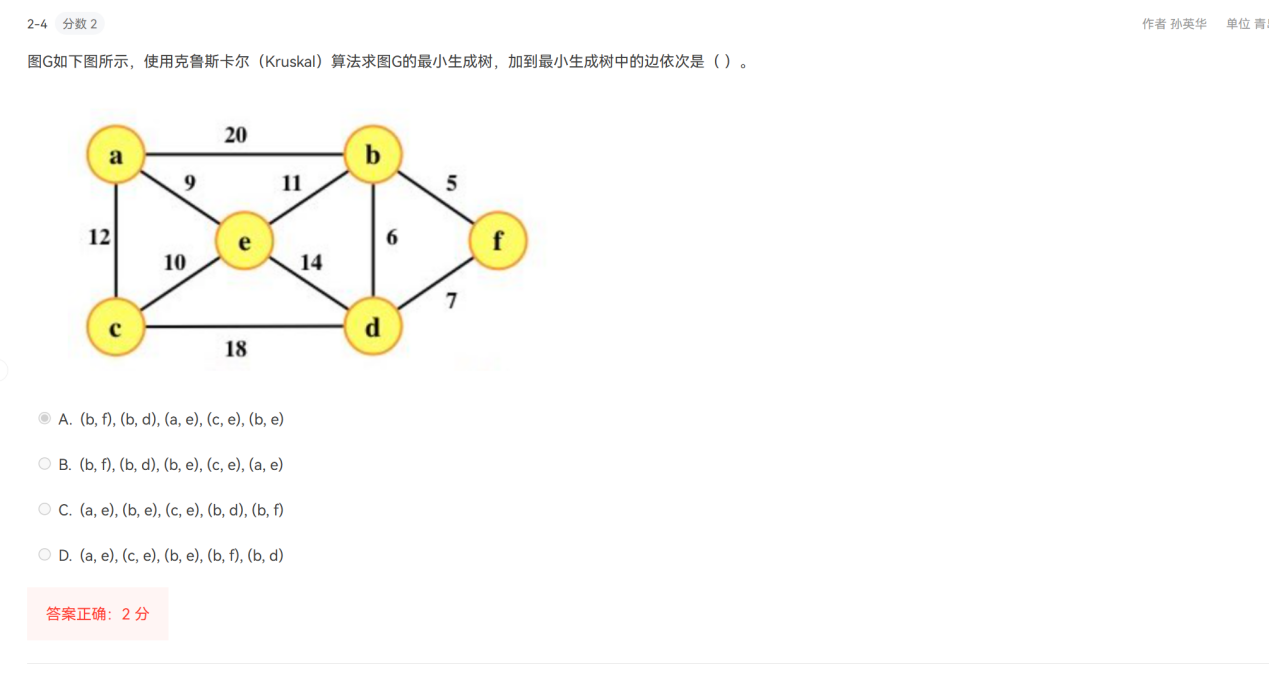 2-4 分数 2 作者 孙英华 单位 青
图G如下图所示，使用克鲁斯卡尔（Kruskal）算法求图G的最小生成树，加到最小生成树中的边依次是（ ）。
20
a b
9 11 5
12 e 6 f
10 14
7
c d
18
A. (b, f), (b, d), (a, e), (c, e), (b, e)
B. (b, f), (b, d), (b, e), (c, e), (a, e)
C. (a, e), (b, e), (c, e), (b, d), (b, f)
D. (a, e), (c, e), (b, e), (b, f), (b, d)
答案正确：2 分